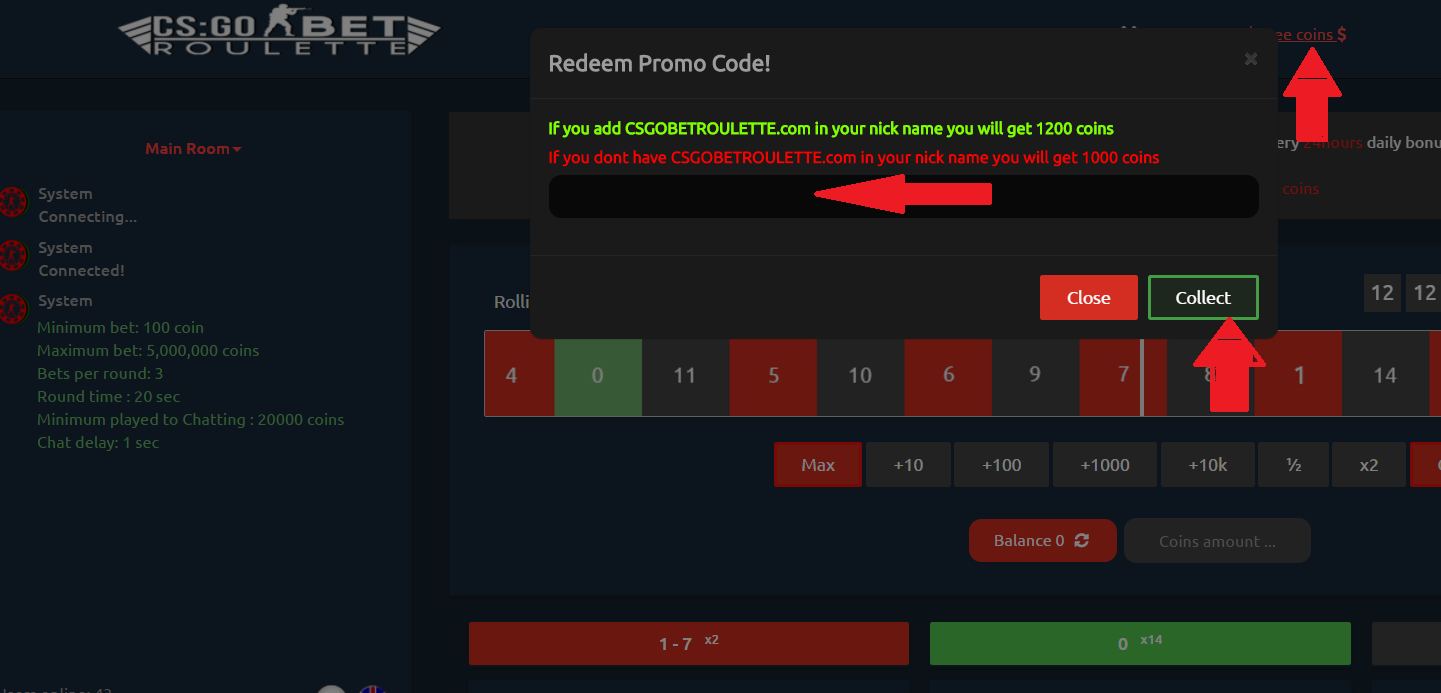 CS:GO BET
ROULETTE
ee coins $
Redeem Promo Code!
×
If you add CSGOBETROULETTE.com in your nick name you will get 1200 coins
If you dont have CSGOBETROULETTE.com in your nick name you will get 1000 coins
Close
Collect
ery 24hours daily bonu
coins
Main Room
System
Connecting...
System
Connected!
System
Minimum bet: 100 coin
Maximum bet: 5,000,000 coins
Bets per round: 3
Round time : 20 sec
Minimum played to Chatting : 20000 coins
Chat delay: 1 sec
Rolli
12 12
4 0 11 5 10 6 9 7 8 1 14
Max +10 +100 +1000 +10k ½ x2
Balance 0
Coins amount ...
1 - 7 x2
0 x14